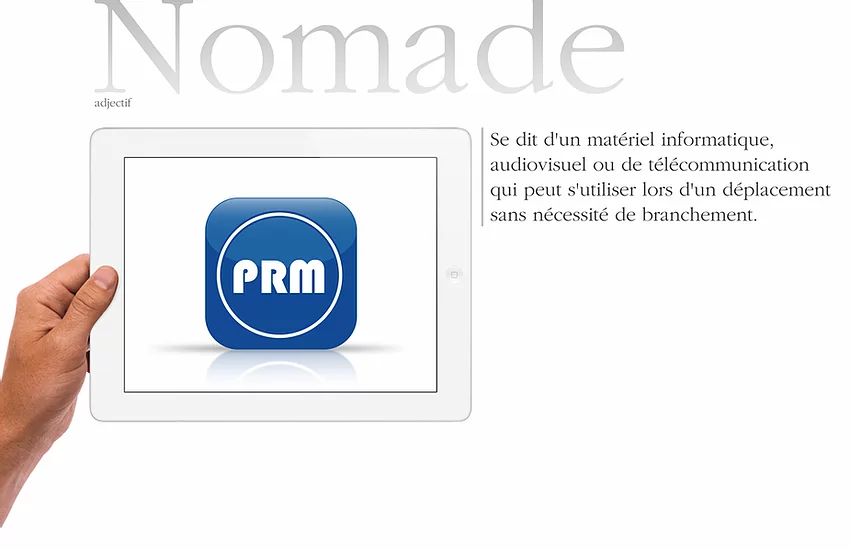 Nomade
adjectif
Se dit d'un matériel informatique,
audiovisuel ou de télécommunication
qui peut s'utiliser lors d'un déplacement
sans nécessité de branchement.
PRM